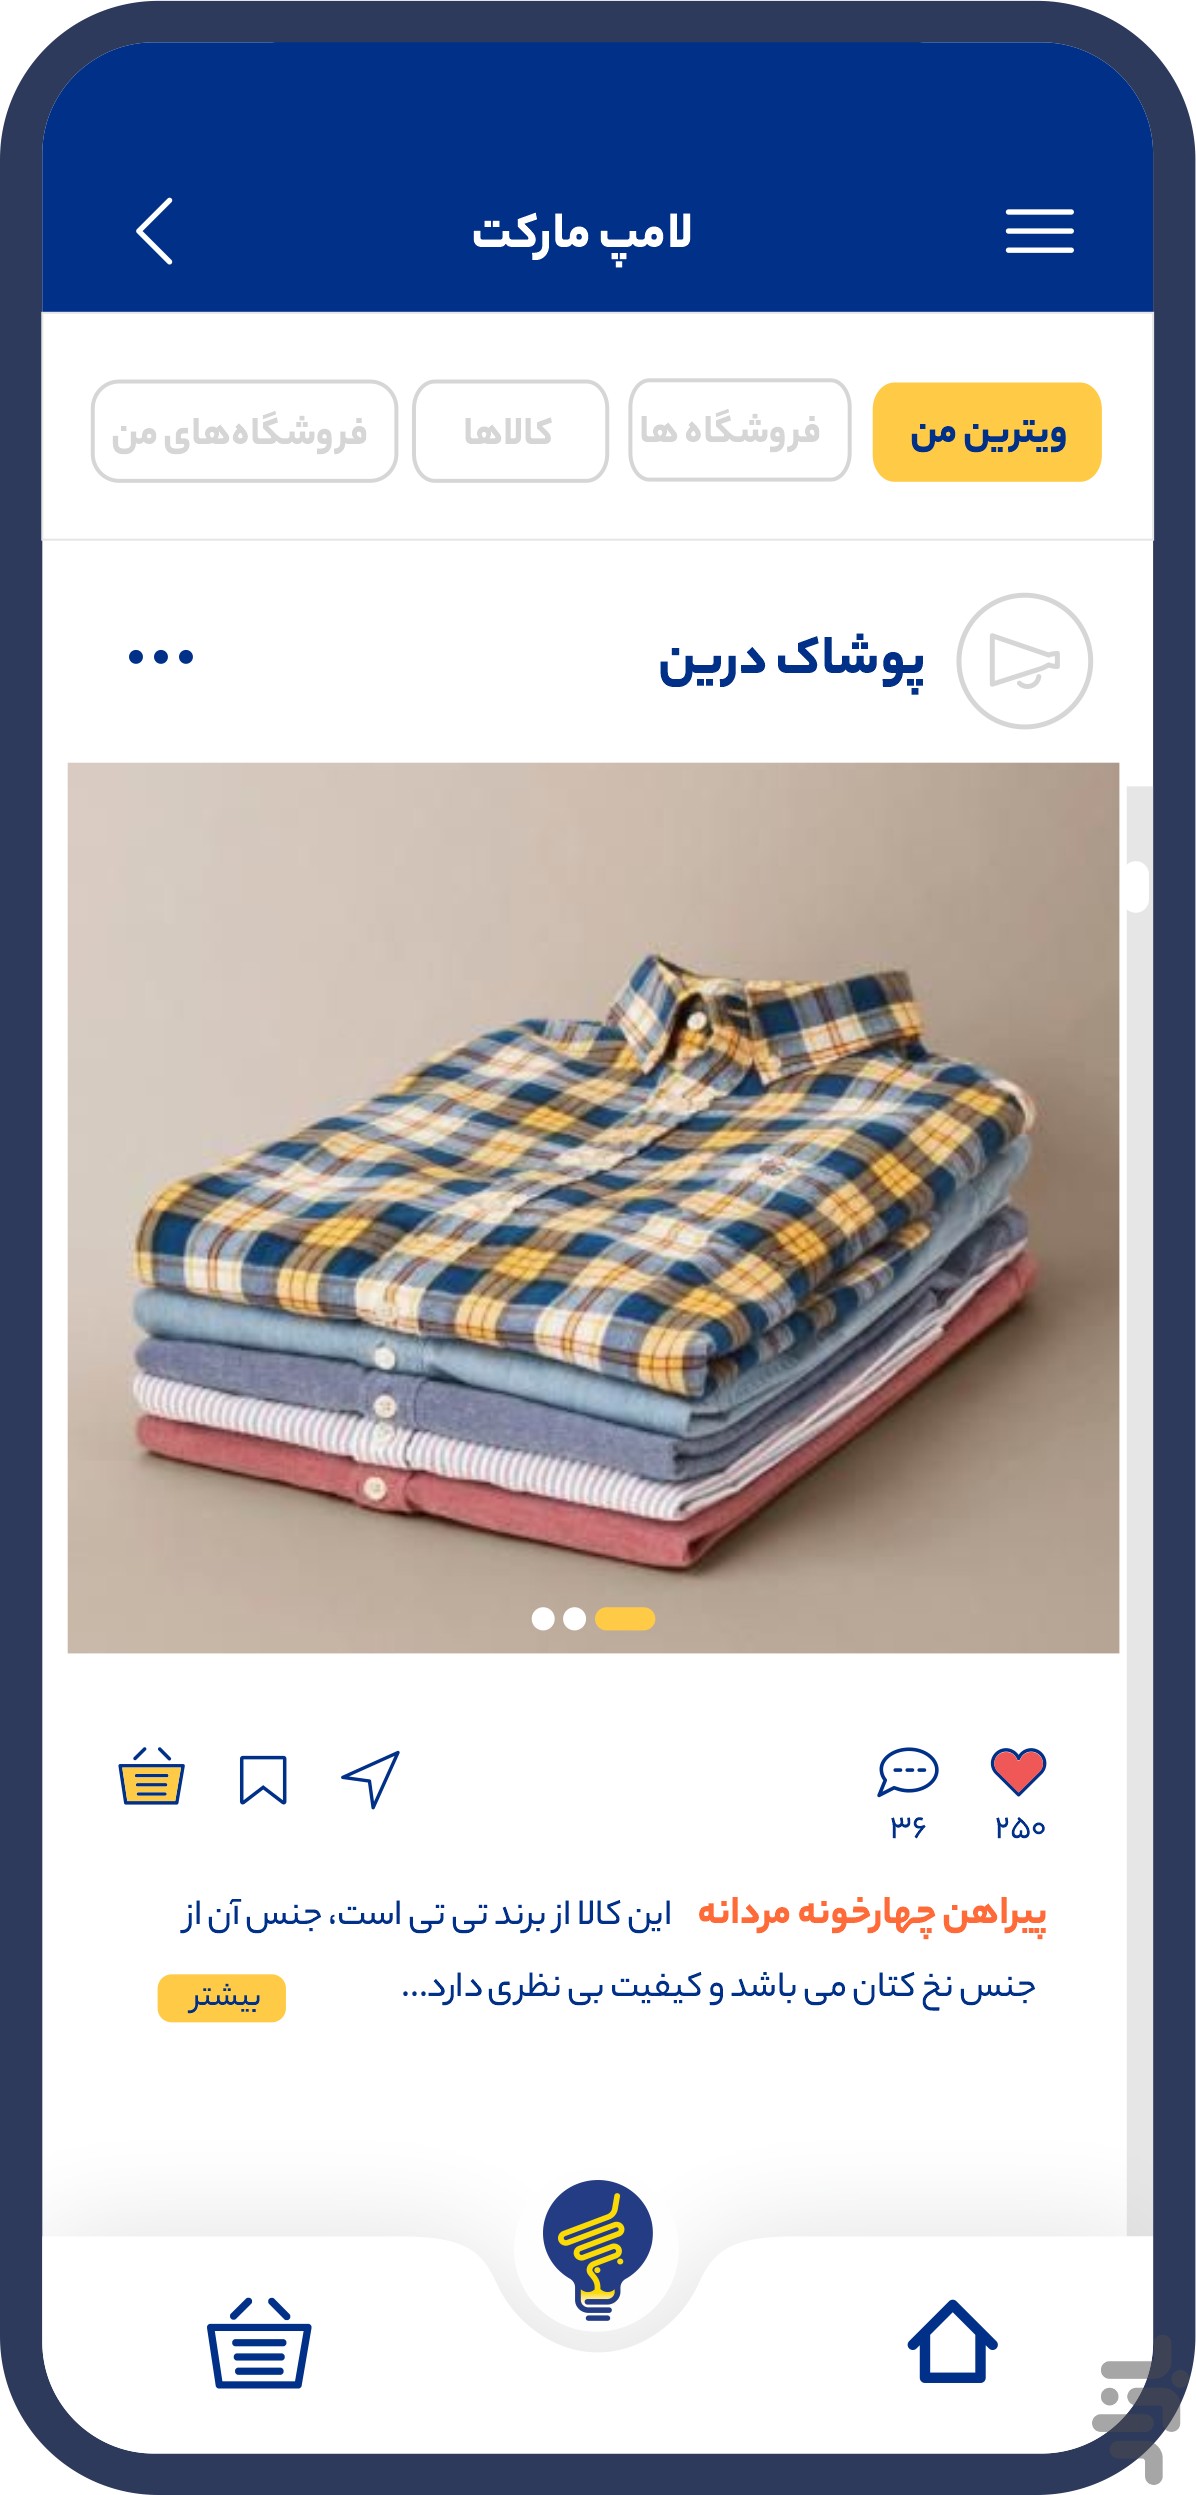 لامپ مارکت
ویترین من
فروشگاه ها
کالاها
فروشگاه‌های من
پوشاک درین
۲۵۰
۳۶
پیراهن چهارخونه مردانه این کالا از برند تی تی است، جنس آن از
جنس نخ کتان می باشد و کیفیت بی نظری دارد...
بیشتر